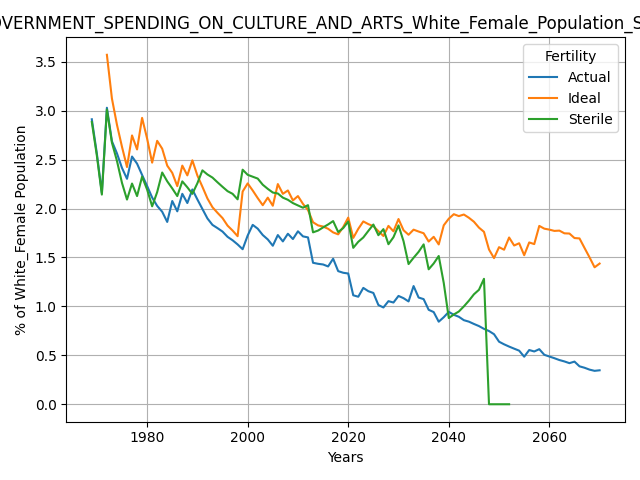 OVERNMENT_SPENDING_ON_CULTURE_AND_ARTS_White_Female_Population_S
Fertility
Actual
Ideal
Sterile
% of White_Female Population
3.5
3.0
2.5
2.0
1.5
1.0
0.5
0.0
1980 2000 2020 2040 2060
Years